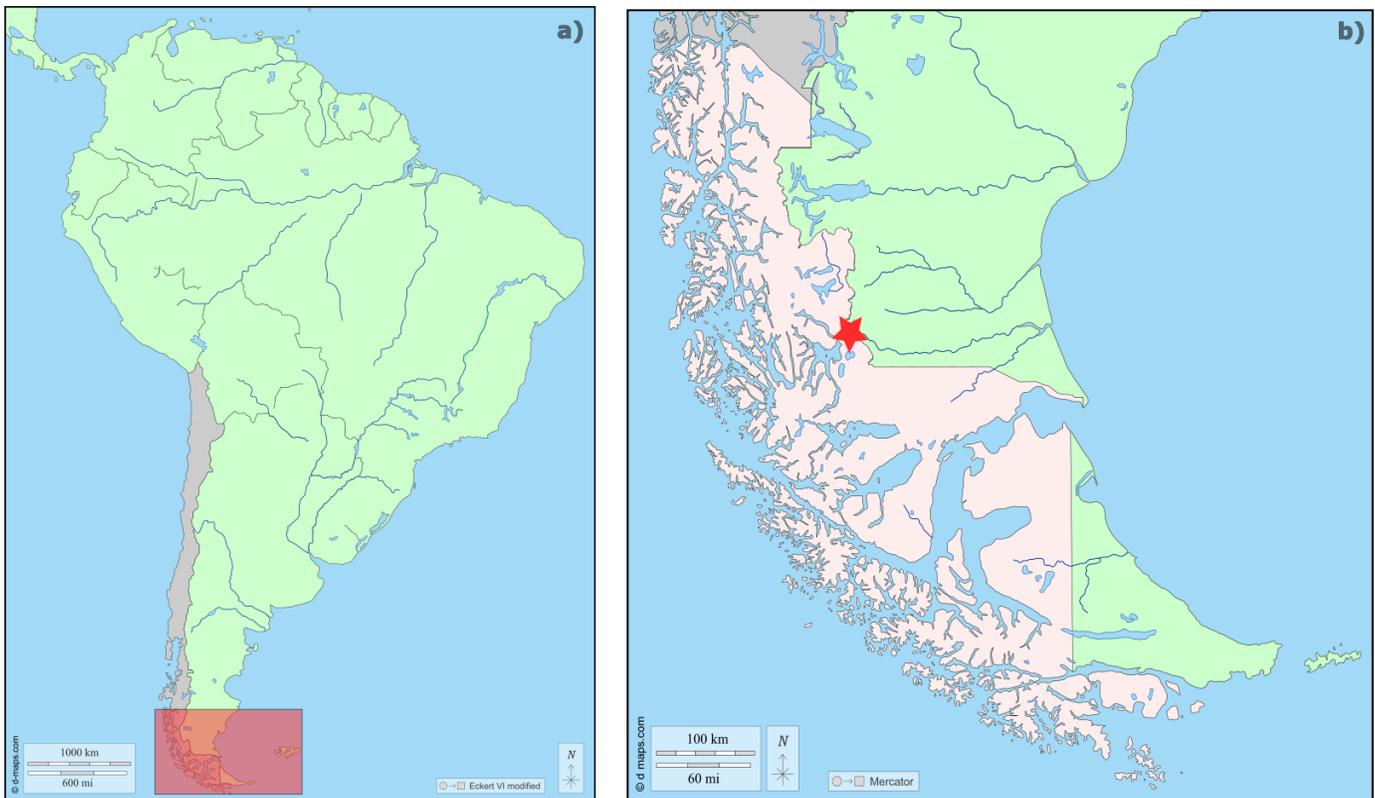 a)
1000 km
600 mi
N
© d-maps.com
Eckert VI modified
b)
100 km
60 mi
N
© d maps.com
Mercator